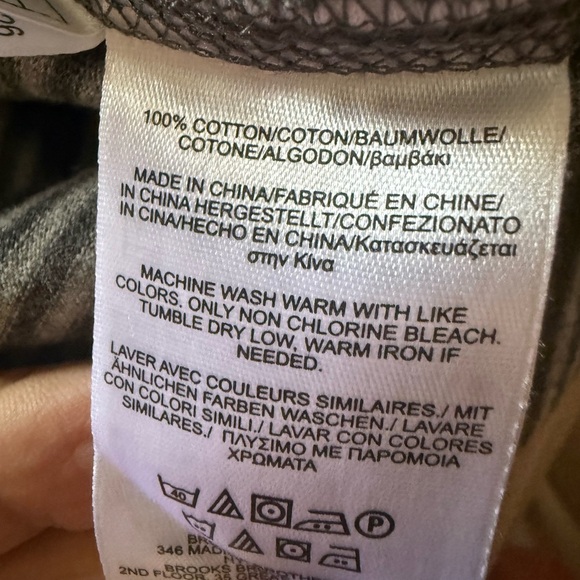 100% COTTON/COTON/BAUMWOLLE/
COTONE/ALGODON/βαμβάκι
MADE IN CHINA/FABRIQUÉ EN CHINE/
IN CHINA HERGESTELLT/CONFEZIONATO
IN CINA/HECHO EN CHINA/Κατασκευάζεται
στην Κίνα
MACHINE WASH WARM WITH LIKE
COLORS, ONLY NON CHLORINE BLEACH.
TUMBLE DRY LOW, WARM IRON IF
NEEDED.
LAVER AVEC COULEURS SIMILAIRES./ MIT
ÄHNLICHEN FARBEN WASCHEN./ LAVARE
CON COLORI SIMILI./ LAVAR CON COLORES
SIMILARES./ ΠΛΥΣΙΜΟ ΜΕ ΠΑΡΟΜΟΙΑ
ΧΡΩΜΑΤΑ
40 P
346
BROOKS
2ND FLOOR,